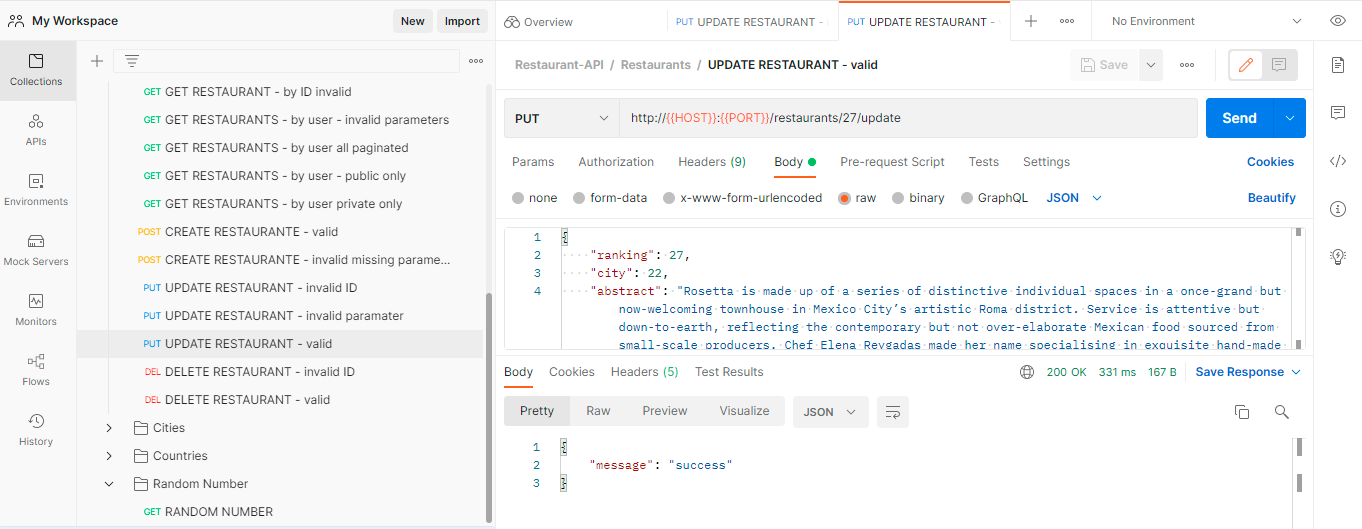 My Workspace
New
Import
Overview
PUT UPDATE RESTAURANT -
PUT UPDATE RESTAURANT -
No Environment
Collections
APIs
Environments
Mock Servers
Monitors
Flows
History
GET GET RESTAURANT - by ID invalid
GET GET RESTAURANTS - by user - invalid parameters
GET GET RESTAURANTS - by user all paginated
GET GET RESTAURANTS - by user - public only
GET GET RESTAURANTS - by user private only
POST CREATE RESTAURANTE - valid
POST CREATE RESTAURANTE - invalid missing parame...
PUT UPDATE RESTAURANT - invalid ID
PUT UPDATE RESTAURANT - invalid paramater
PUT UPDATE RESTAURANT - valid
DEL DELETE RESTAURANT - invalid ID
DEL DELETE RESTAURANT - valid
Cities
Countries
Random Number
GET RANDOM NUMBER
Restaurant-API / Restaurants / UPDATE RESTAURANT - valid
Save
PUT
http://{{HOST}}:{{PORT}}/restaurants/27/update
Send
Params
Authorization
Headers (9)
Body
Pre-request Script
Tests
Settings
Cookies
none
form-data
x-www-form-urlencoded
raw
binary
GraphQL
JSON
Beautify
1 {
2 "ranking": 27,
3 "city": 22,
4 "abstract": "Rosetta is made up of a series of distinctive individual spaces in a once-grand but
now-welcoming townhouse in Mexico City’s artistic Roma district. Service is attentive but
down-to-earth, reflecting the contemporary but not over-elaborate Mexican food sourced from
small-scale producers. Chef Elena Reygadas made her name specialising in exquisite hand-made
Body
Cookies
Headers (5)
Test Results
200 OK
331 ms
167 B
Save Response
Pretty
Raw
Preview
Visualize
JSON
1 {
2 "message": "success"
3 }